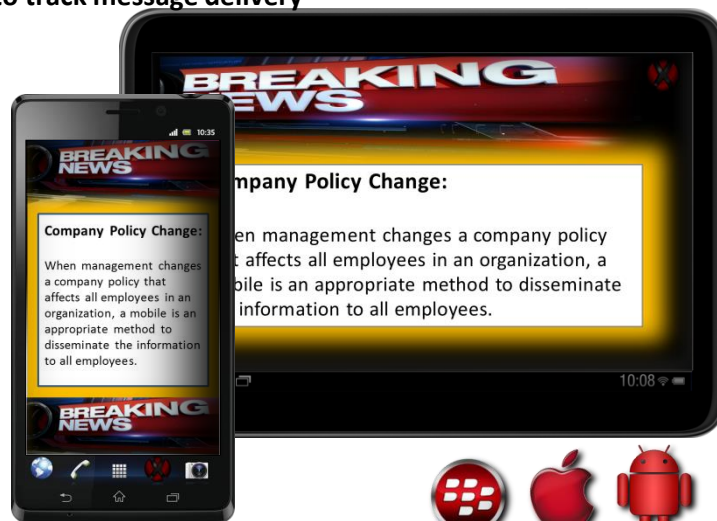 to track message delivery
BREAKING
NEWS
Company Policy Change:
en management changes a company policy
t affects all employees in an organization, a
bile is an appropriate method to disseminate
information to all employees.
10:08
10:35
BREAKING
NEWS
Company Policy Change:
When management changes
a company policy that
affects all employees in an
organization, a mobile is an
appropriate method to
disseminate the information
to all employees.
BREAKING
NEWS